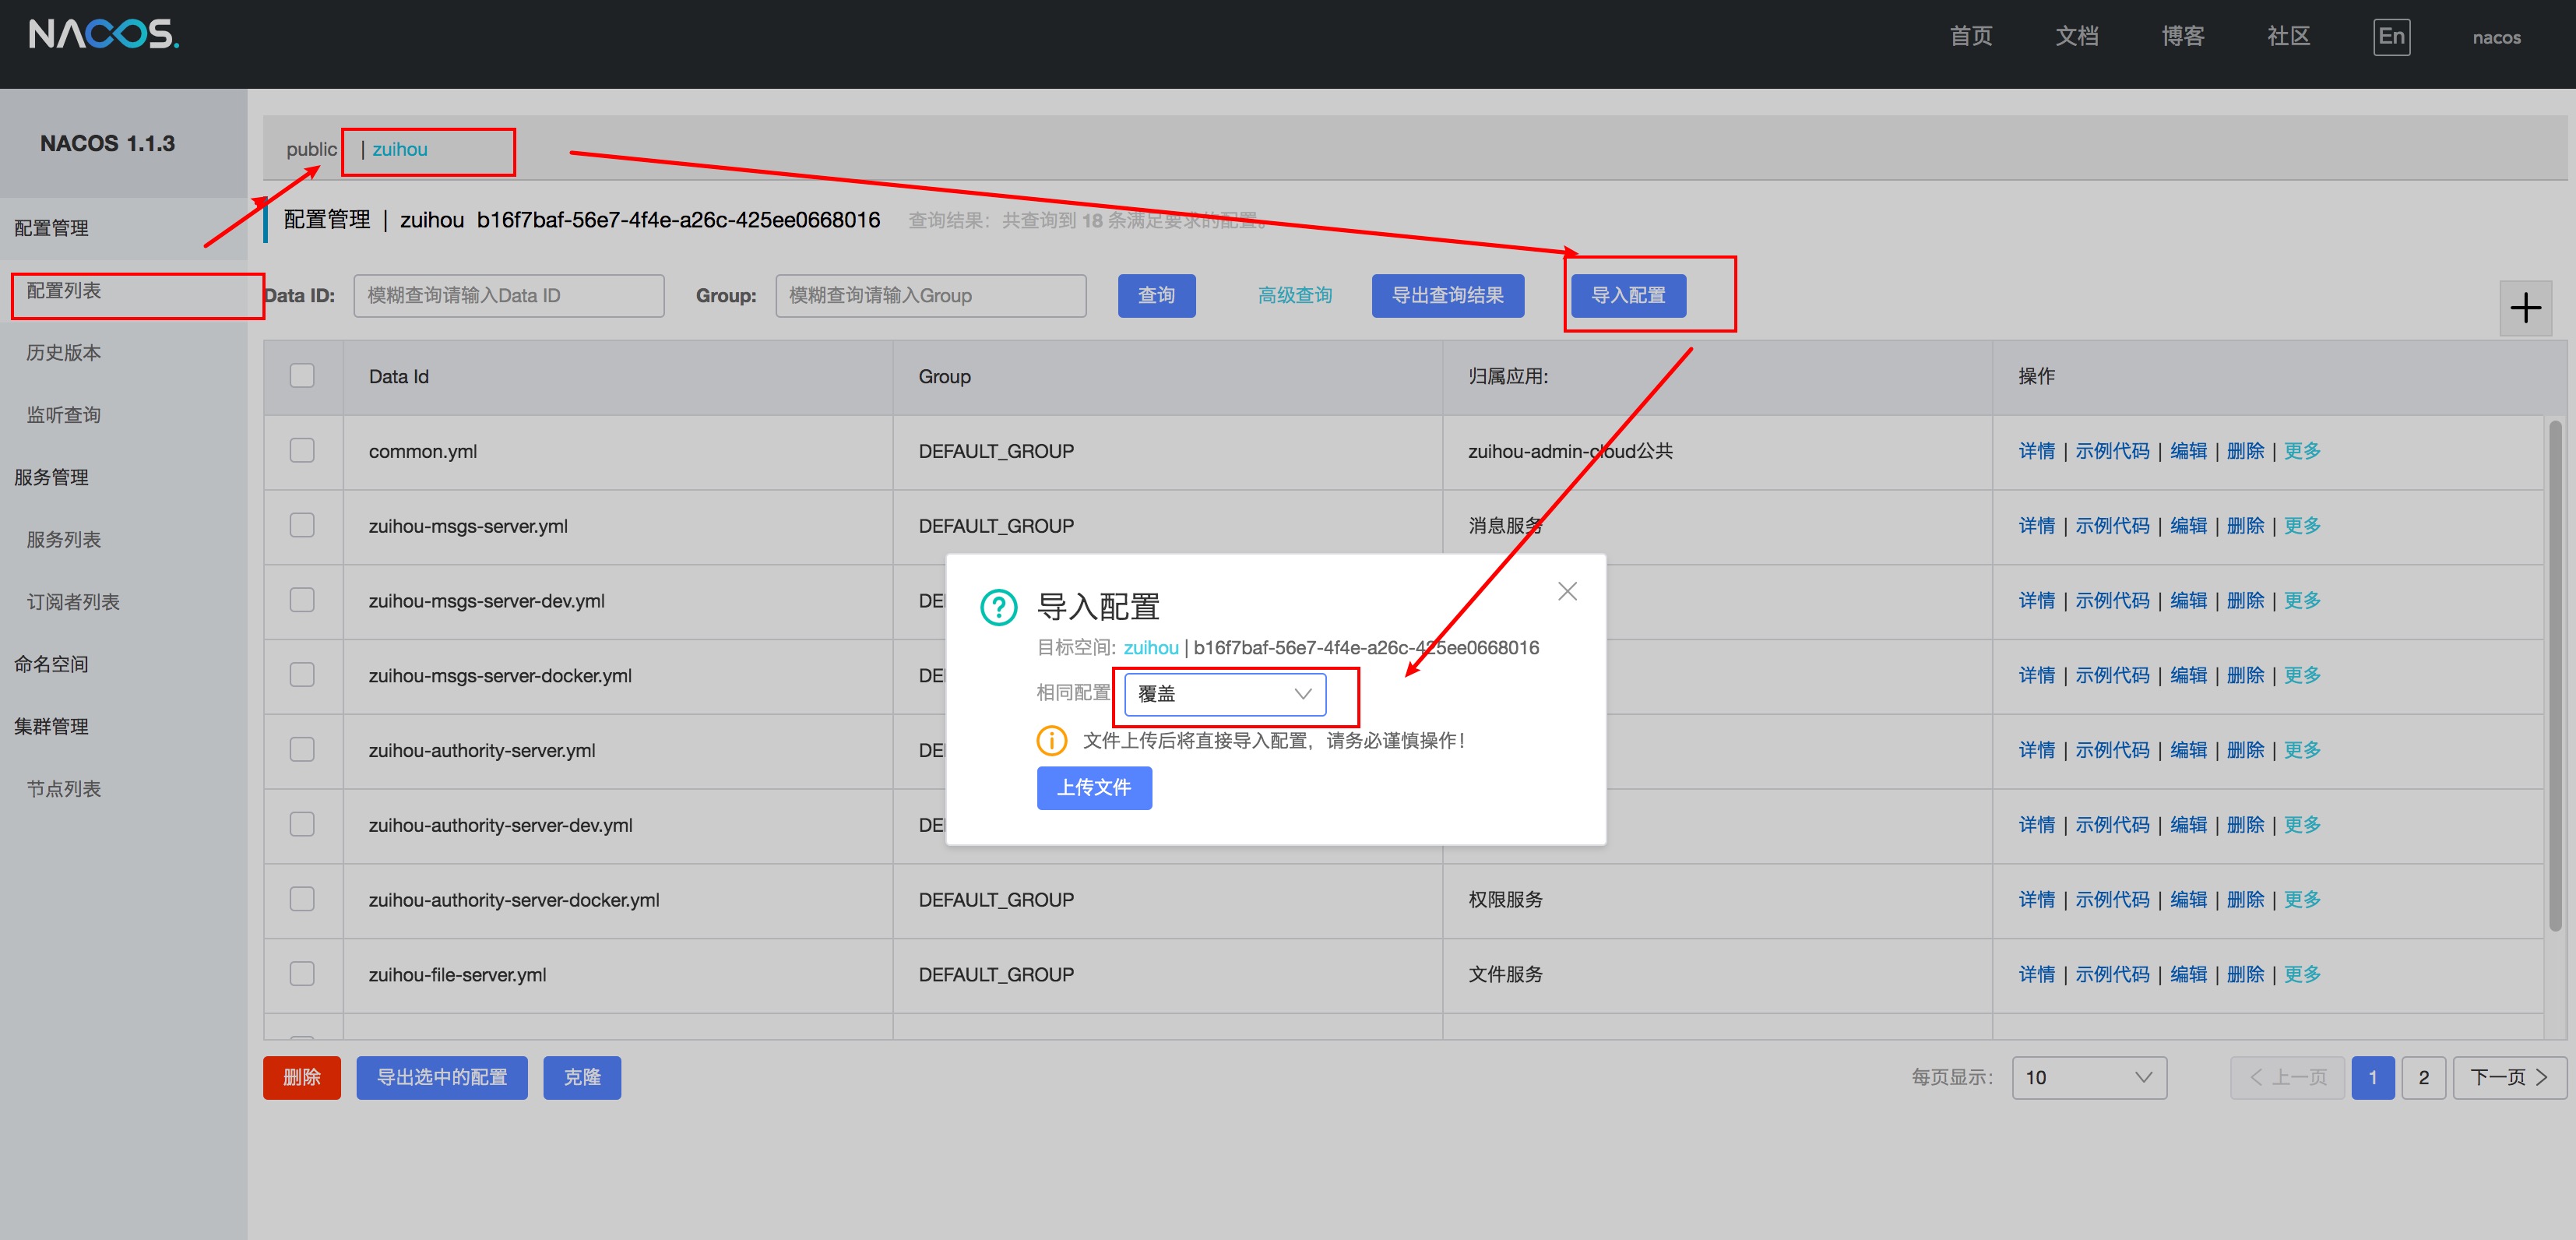 NACOS.
首页 文档 博客 社区 En nacos
NACOS 1.1.3
public | zuihou
配置管理 | zuihou b16f7baf-56e7-4f4e-a26c-425ee0668016 查询结果：共查询到 18 条满足要求的配置。
配置管理
配置列表
历史版本
监听查询
服务管理
服务列表
订阅者列表
命名空间
集群管理
节点列表
Data ID: 模糊查询请输入Data ID Group: 模糊查询请输入Group 查询 高级查询 导出查询结果 导入配置
Data Id Group 归属应用: 操作
common.yml DEFAULT_GROUP zuihou-admin-cloud公共 详情 | 示例代码 | 编辑 | 删除 | 更多
zuihou-msgs-server.yml DEFAULT_GROUP 消息服务 详情 | 示例代码 | 编辑 | 删除 | 更多
zuihou-msgs-server-dev.yml DE 详情 | 示例代码 | 编辑 | 删除 | 更多
zuihou-msgs-server-docker.yml DE 详情 | 示例代码 | 编辑 | 删除 | 更多
zuihou-authority-server.yml DE 详情 | 示例代码 | 编辑 | 删除 | 更多
zuihou-authority-server-dev.yml DE 详情 | 示例代码 | 编辑 | 删除 | 更多
zuihou-authority-server-docker.yml DEFAULT_GROUP 权限服务 详情 | 示例代码 | 编辑 | 删除 | 更多
zuihou-file-server.yml DEFAULT_GROUP 文件服务 详情 | 示例代码 | 编辑 | 删除 | 更多
导入配置
目标空间: zuihou | b16f7baf-56e7-4f4e-a26c-425ee0668016
相同配置 覆盖
文件上传后将直接导入配置，请务必谨慎操作！
上传文件
删除 导出选中的配置 克隆 每页显示: 10 上一页 1 2 下一页